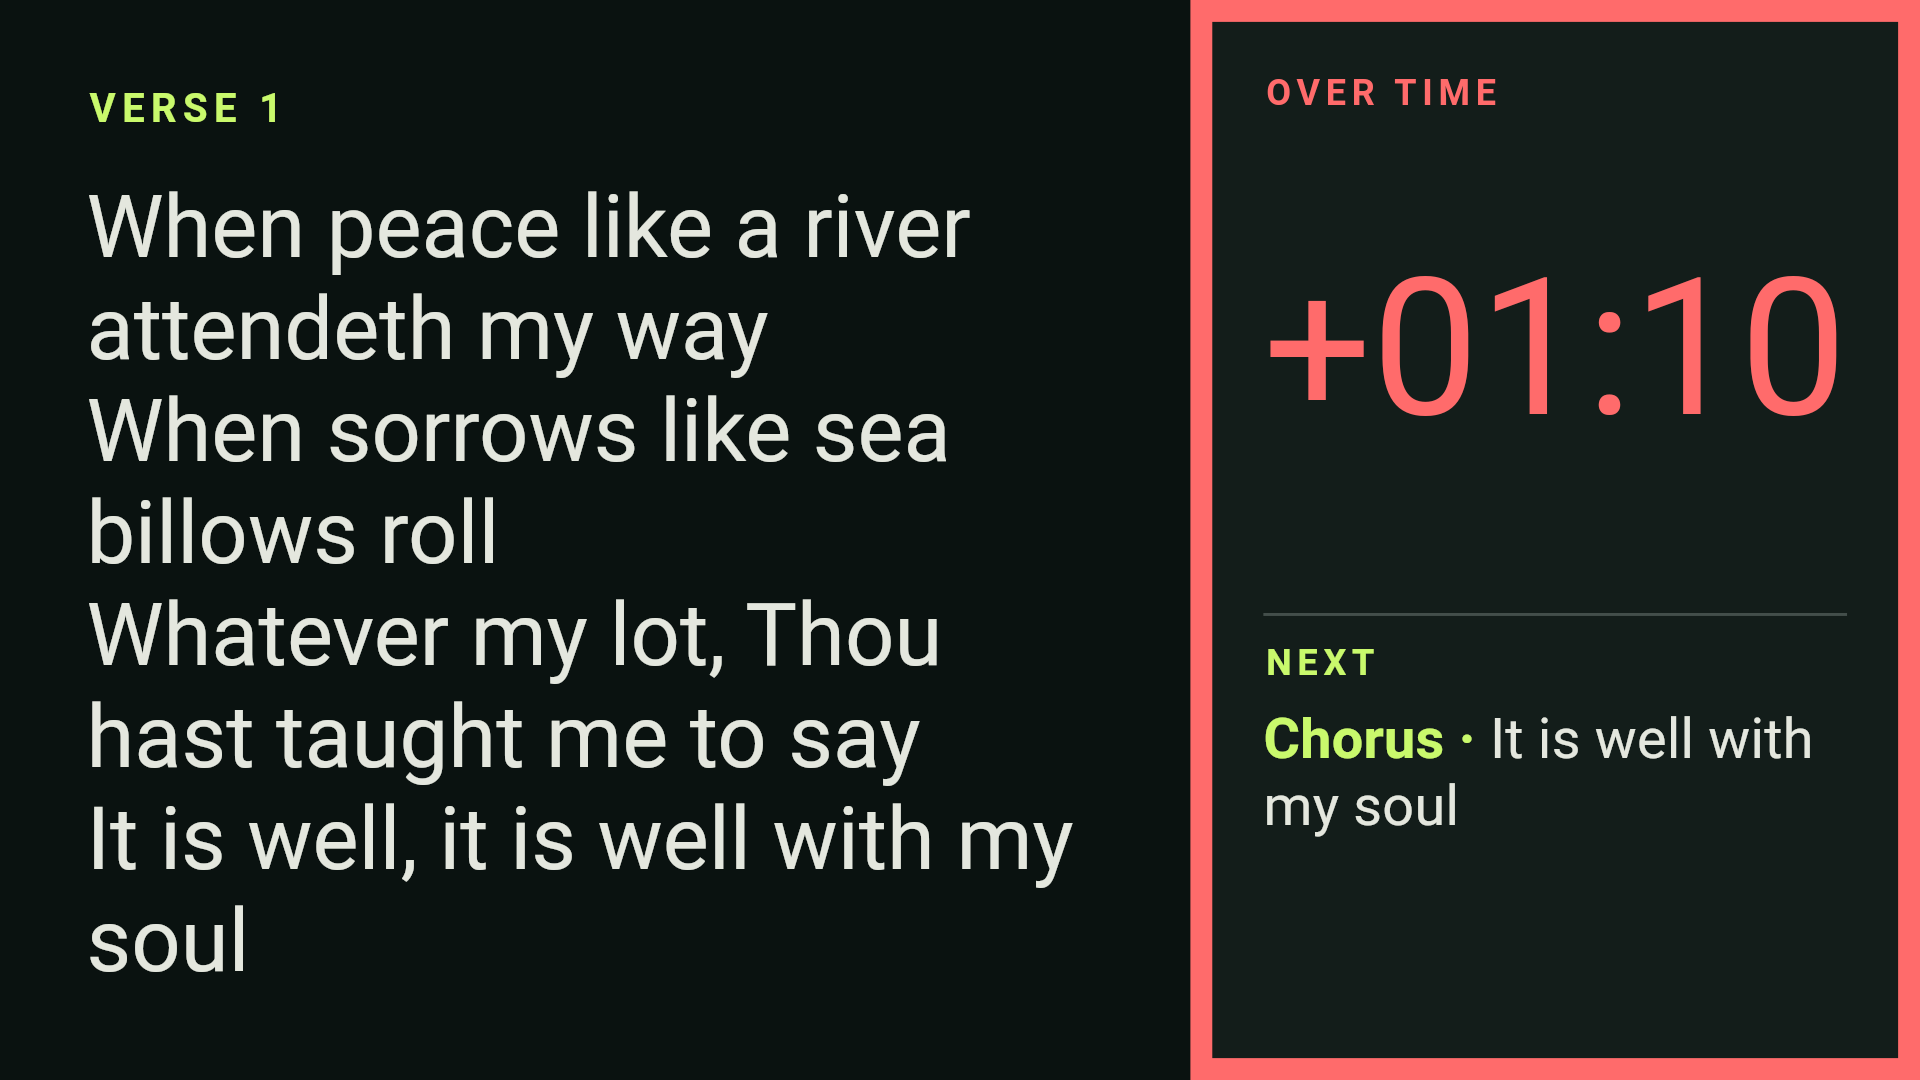 VERSE 1
When peace like a river
attendeth my way
When sorrows like sea
billows roll
Whatever my lot, Thou
hast taught me to say
It is well, it is well with my
soul
OVER TIME
+01:10
NEXT
Chorus · It is well with
my soul